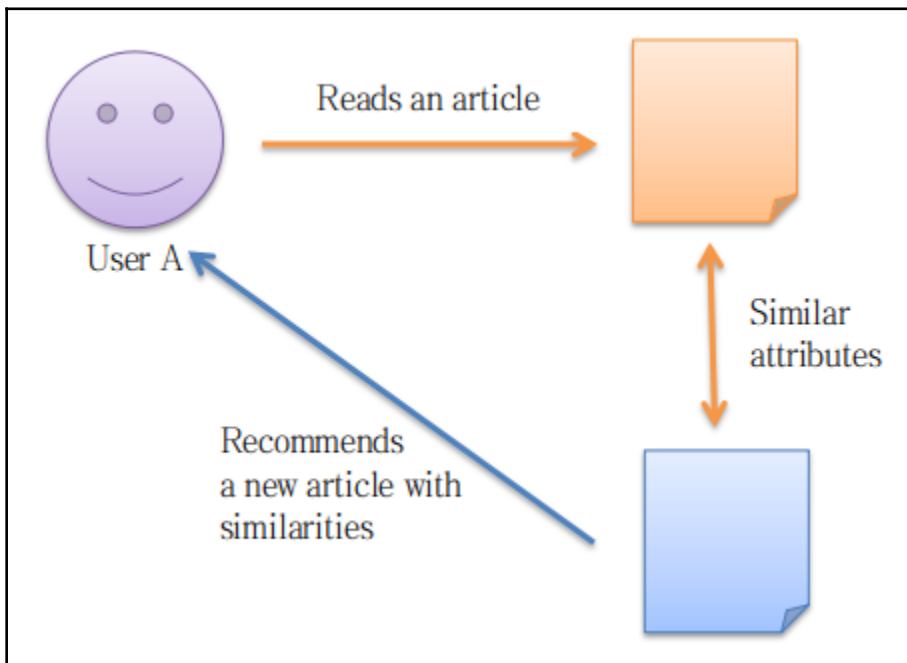 Reads an article
User A
Similar
attributes
Recommends
a new article with
similarities